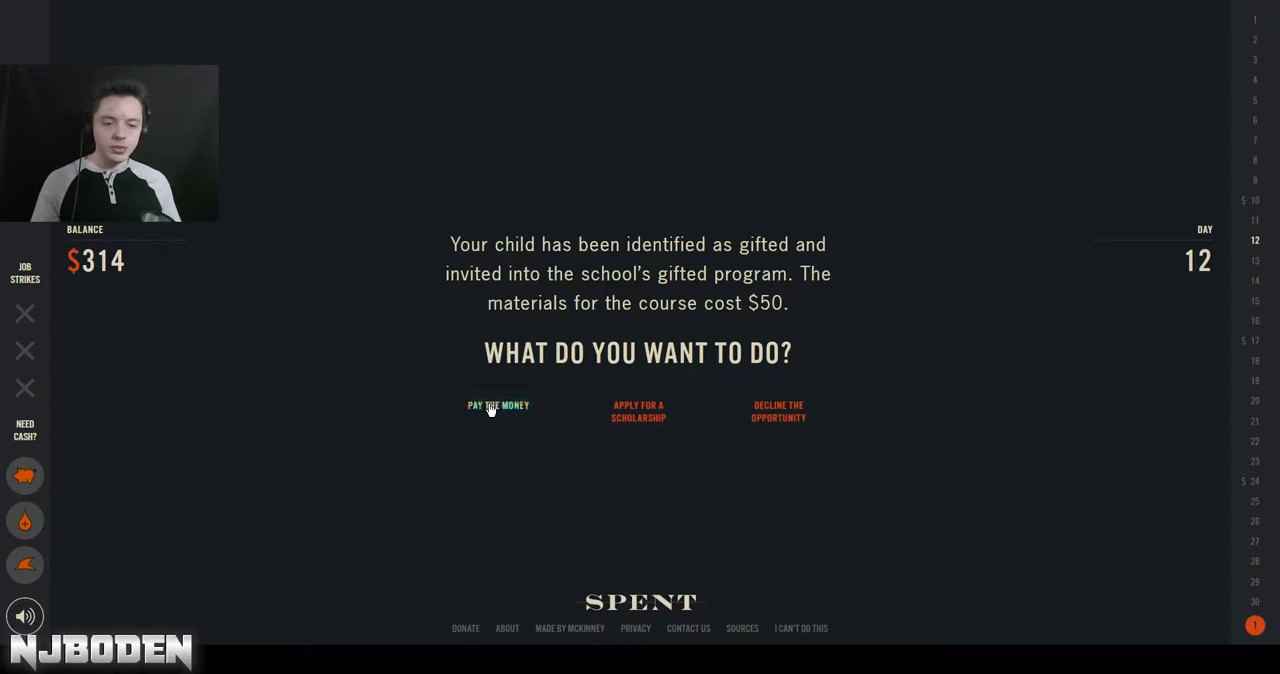 BALANCE
$314
JOB
STRIKES
NEED
CASH?
Your child has been identified as gifted and
invited into the school's gifted program. The
materials for the course cost $50.
WHAT DO YOU WANT TO DO?
PAY THE MONEY
APPLY FOR A
SCHOLARSHIP
DECLINE THE
OPPORTUNITY
DAY
12
1
2
3
4
5
6
7
8
9
$ 10
11
12
13
14
15
16
$ 17
18
19
20
21
22
23
$ 24
25
26
27
28
29
30
1
SPENT
DONATE ABOUT MADE BY MCKINNEY PRIVACY CONTACT US SOURCES I CAN'T DO THIS
NJBODEN